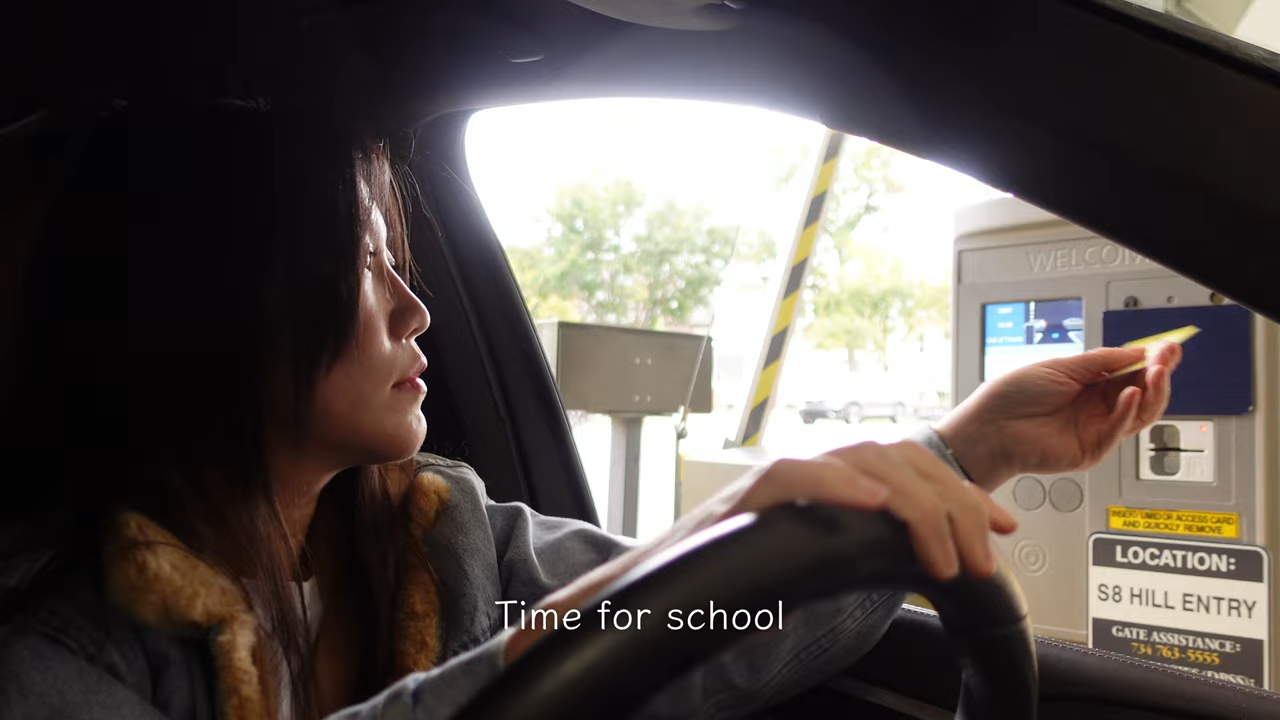 WELCOM
INSERT UMID OR ACCESS CARD
AND QUICKLY REMOVE
LOCATION:
S8 HILL ENTRY
GATE ASSISTANCE:
734 763-5555
Time for school